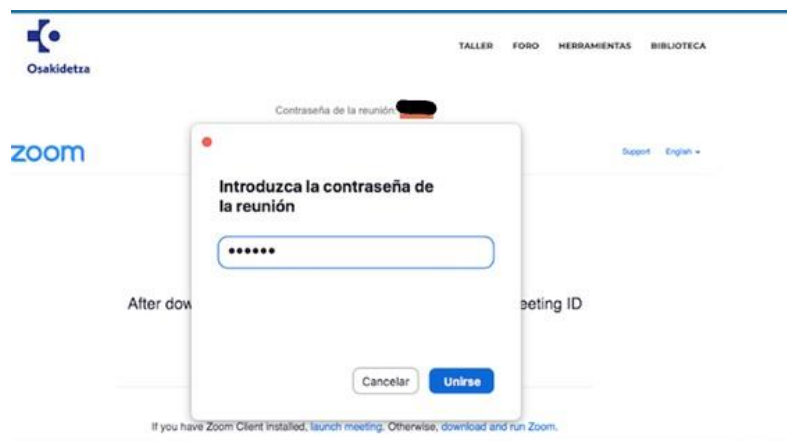 Osakidetza
TALLER FORO HERRAMIENTAS BIBLIOTECA
Contraseña de la reunión:
zoom
Support English
Introduzca la contraseña de
la reunión
••••••
After dow
eeting ID
Cancelar Unirse
If you have Zoom Client installed, launch meeting. Otherwise, download and run Zoom.